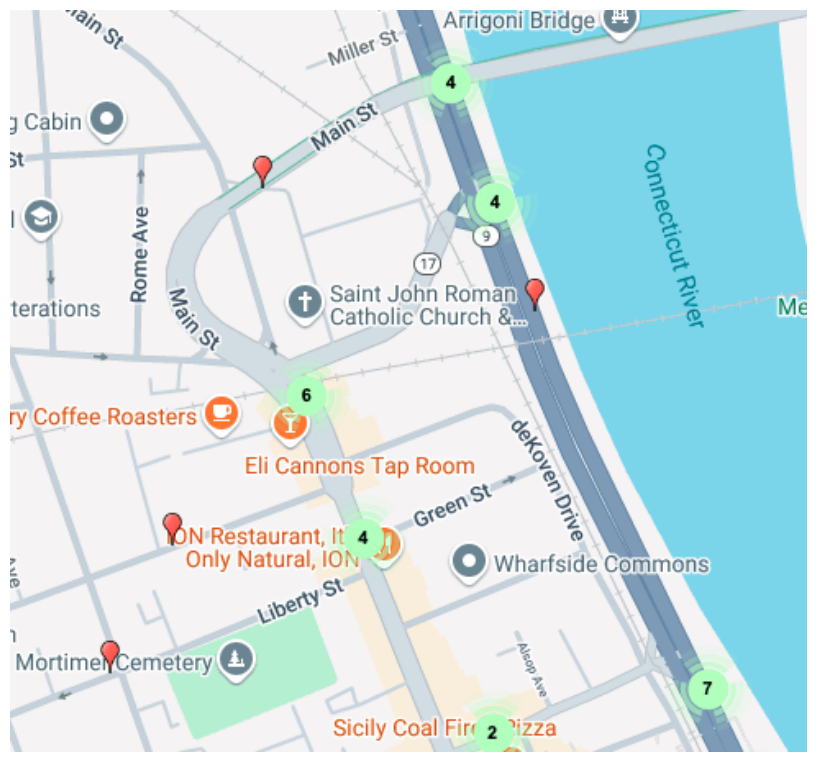 Main St
Arrigoni Bridge
Miller St
4
g Cabin
Main St
St
Connecticut River
4
l
Rome Ave
9
17
Saint John Roman
Catholic Church &...
terations
Main St
Me
6
ry Coffee Roasters
Eli Cannons Tap Room
deKoven Drive
Green St
ION Restaurant, It
4
Only Natural, ION
Wharfside Commons
Ave
Liberty St
n
Mortimer Cemetery
Alsop Ave
7
Sicily Coal Fire Pizza
2